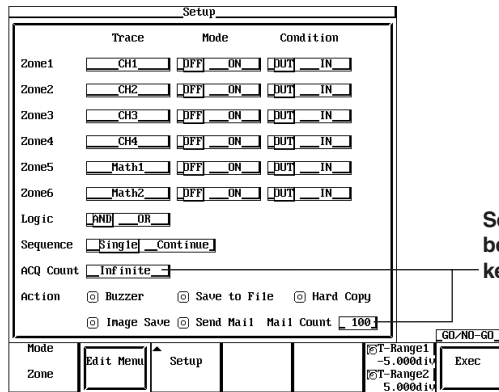 Setup
Trace Mode Condition
Zone1 CH1 OFF ON OUT IN
Zone2 CH2 OFF ON OUT IN
Zone3 CH3 OFF ON OUT IN
Zone4 CH4 OFF ON OUT IN
Zone5 Math1 OFF ON OUT IN
Zone6 Math2 OFF ON OUT IN
Logic AND OR
Sequence Single Continue
ACQ Count Infinite
Action Buzzer Save to File Hard Copy
Image Save Send Mail Mail Count 100
GO/NO-GO
Mode
Zone
Edit Menu
Setup
T-Range1
-5.000div
T-Range2
5.000div
Exec